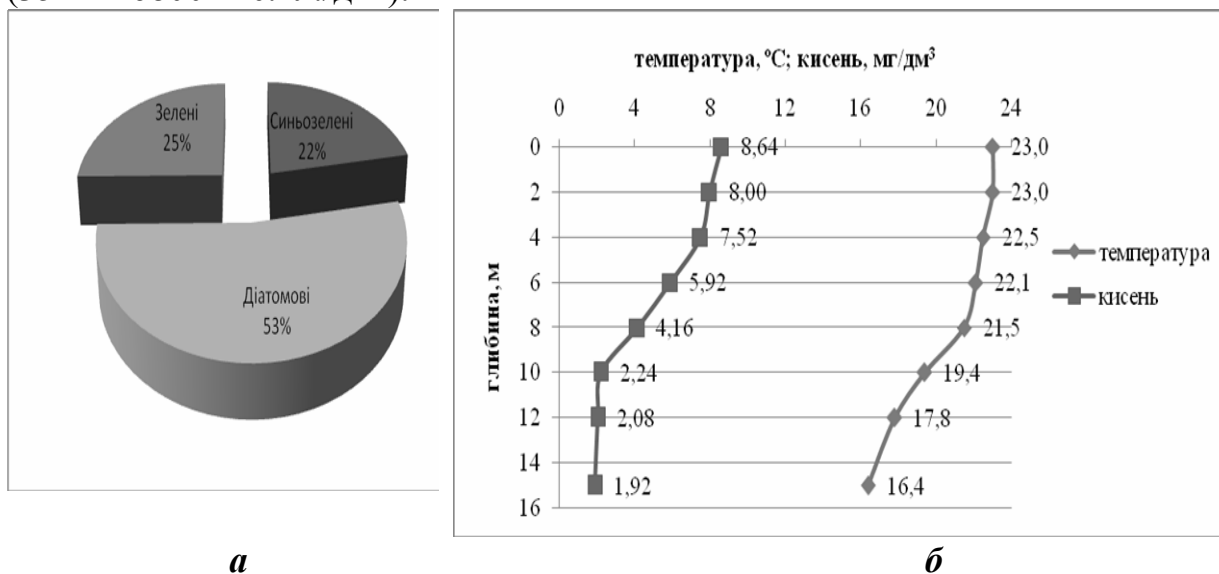 Зелені
25%
Синьозелені
22%
Діатомові
53%
а
температура, ºС; кисень, мг/дм³
0 4 8 12 16 20 24
глибина, м
0
2
4
6
8
10
12
14
16
8,64
8,00
7,52
5,92
4,16
2,24
2,08
1,92
23,0
23,0
22,5
22,1
21,5
19,4
17,8
16,4
температура
кисень
б